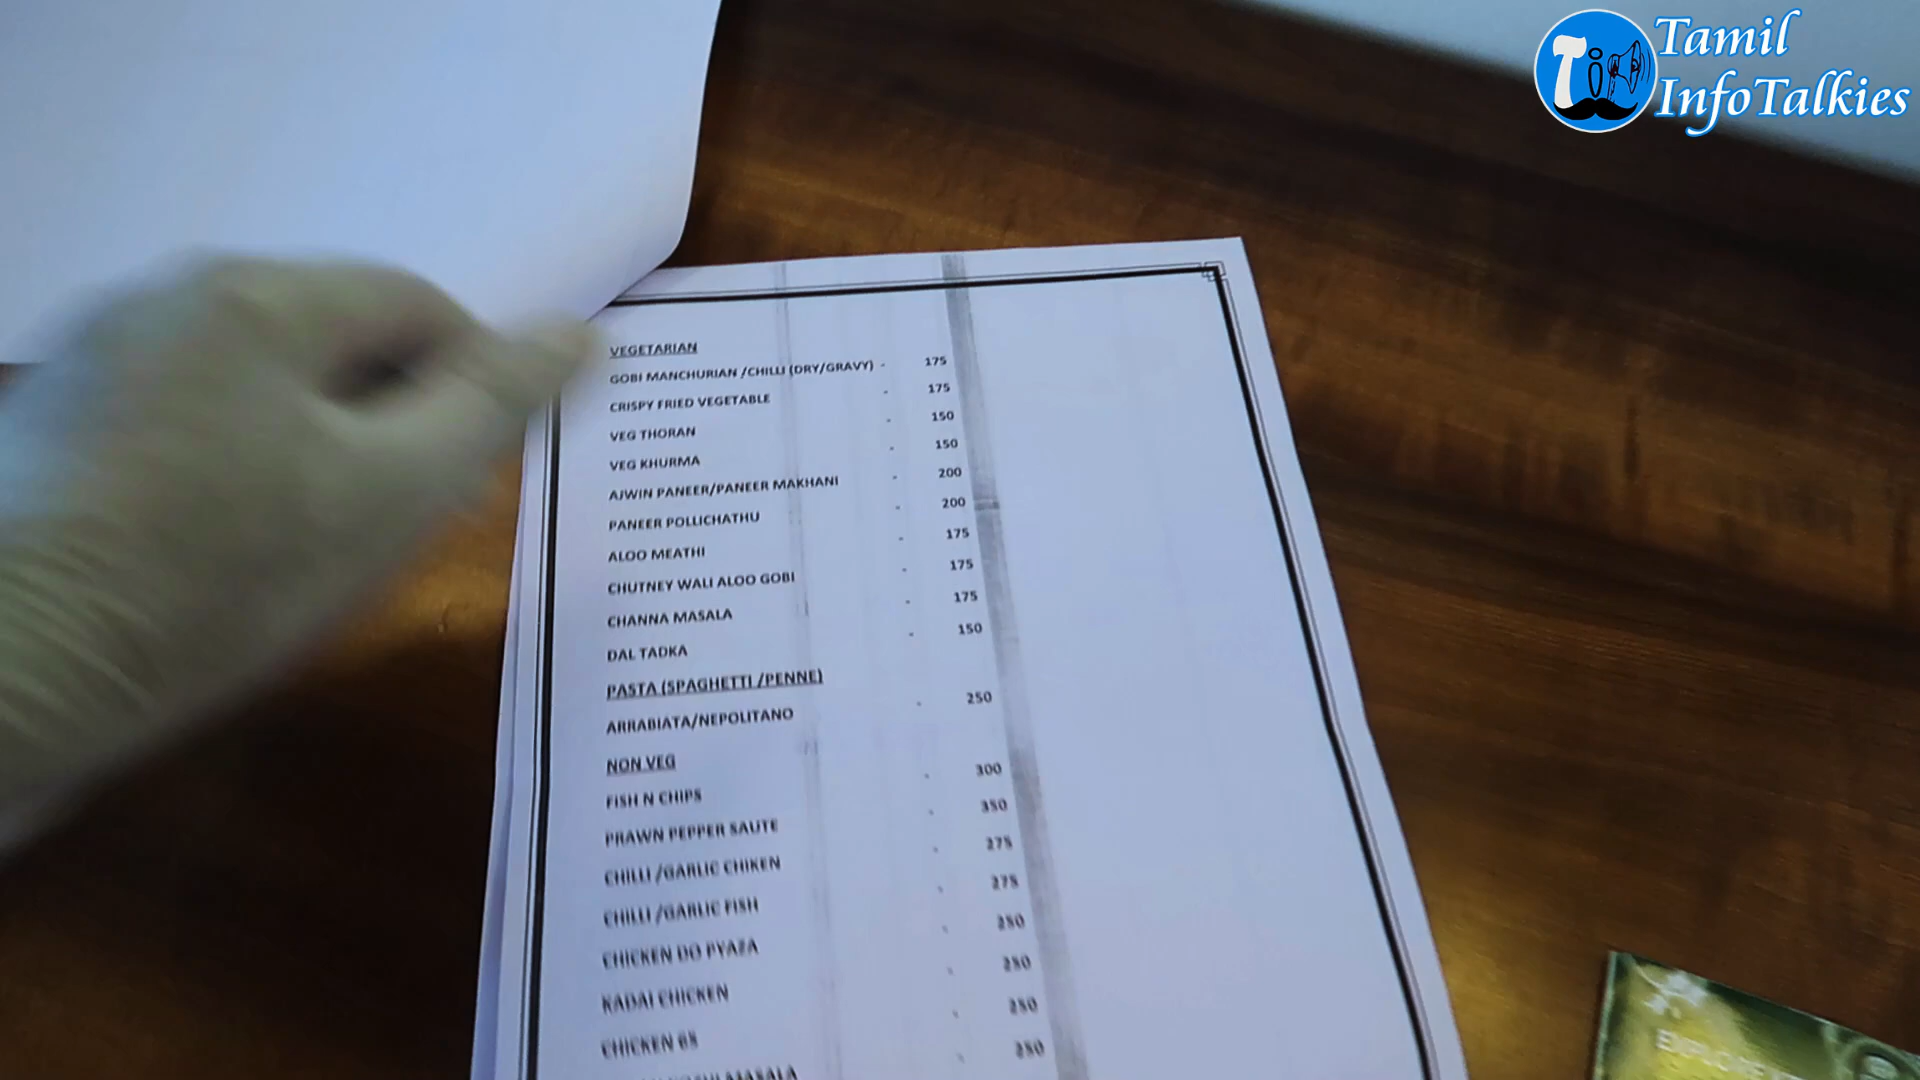 Tamil
InfoTalkies
VEGETARIAN
GOBI MANCHURIAN /CHILLI (DRY/GRAVY) - 175
CRISPY FRIED VEGETABLE - 175
VEG THORAN - 150
VEG KHURMA - 150
AJWIN PANEER/PANEER MAKHANI - 200
PANEER POLLICHATHU - 200
ALOO MEATHI - 175
CHUTNEY WALI ALOO GOBI - 175
CHANNA MASALA - 175
DAL TADKA - 150
PASTA (SPAGHETTI /PENNE)
ARRABIATA/NEPOLITANO - 250
NON VEG
FISH N CHIPS - 300
PRAWN PEPPER SAUTE - 350
CHILLI /GARLIC CHIKEN - 275
CHILLI /GARLIC FISH - 275
CHICKEN DO PYAZA - 250
KADAI CHICKEN - 250
CHICKEN 65 - 250
MASALA - 250